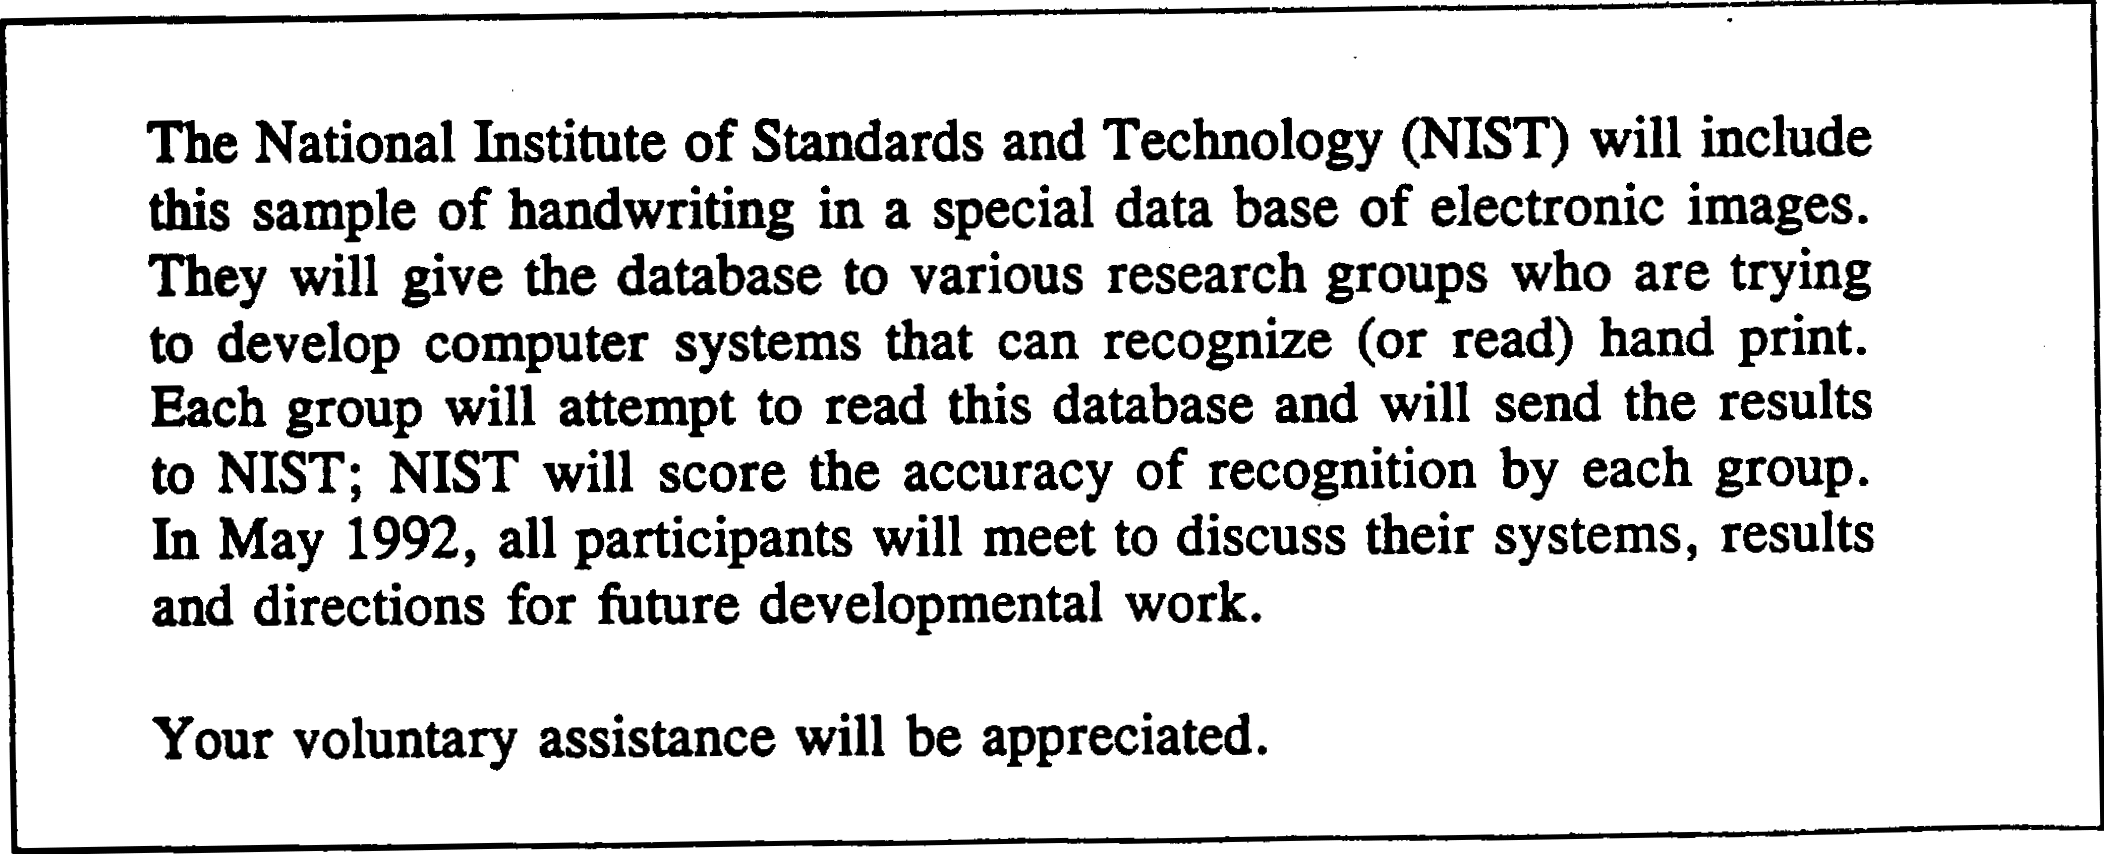 The National Institute of Standards and Technology (NIST) will include
this sample of handwriting in a special data base of electronic images.
They will give the database to various research groups who are trying
to develop computer systems that can recognize (or read) hand print.
Each group will attempt to read this database and will send the results
to NIST; NIST will score the accuracy of recognition by each group.
In May 1992, all participants will meet to discuss their systems, results
and directions for future developmental work.
Your voluntary assistance will be appreciated.